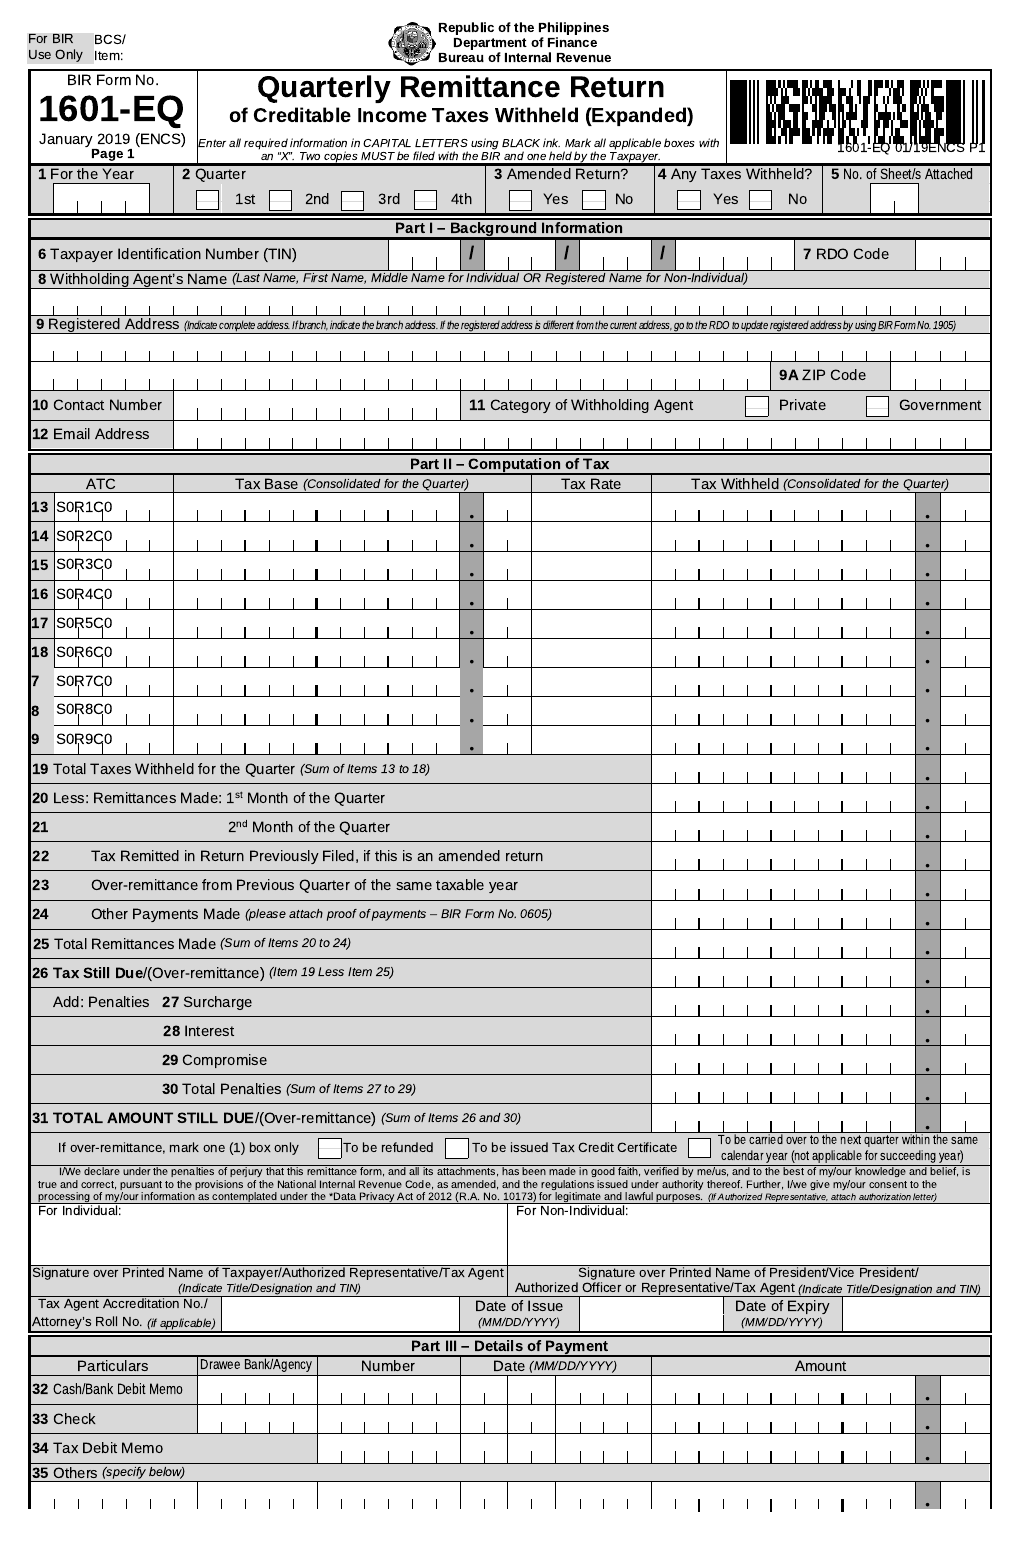 For BIR BCS/
Use Only Item:
Republic of the Philippines
Department of Finance
Bureau of Internal Revenue
BIR Form No.
1601-EQ
January 2019 (ENCS)
Page 1
Quarterly Remittance Return
of Creditable Income Taxes Withheld (Expanded)
Enter all required information in CAPITAL LETTERS using BLACK ink. Mark all applicable boxes with
an “X”. Two copies MUST be filed with the BIR and one held by the Taxpayer.
1601-EQ 01/19ENCS P1
1 For the Year 2 Quarter 3 Amended Return? 4 Any Taxes Withheld? 5 No. of Sheet/s Attached
1st 2nd 3rd 4th Yes No Yes No
Part I – Background Information
6 Taxpayer Identification Number (TIN) / / / 7 RDO Code
8 Withholding Agent’s Name (Last Name, First Name, Middle Name for Individual OR Registered Name for Non-Individual)
9 Registered Address (Indicate complete address. If branch, indicate the branch address. If the registered address is different from the current address, go to the RDO to update registered address by using BIR Form No. 1905)
9A ZIP Code
10 Contact Number 11 Category of Withholding Agent Private Government
12 Email Address
Part II – Computation of Tax
ATC Tax Base (Consolidated for the Quarter) Tax Rate Tax Withheld (Consolidated for the Quarter)
13 S0R1C0 . .
14 S0R2C0 . .
15 S0R3C0 . .
16 S0R4C0 . .
17 S0R5C0 . .
18 S0R6C0 . .
7 S0R7C0 . .
8 S0R8C0 . .
9 S0R9C0 . .
19 Total Taxes Withheld for the Quarter (Sum of Items 13 to 18) .
20 Less: Remittances Made: 1st Month of the Quarter .
21 2nd Month of the Quarter .
22 Tax Remitted in Return Previously Filed, if this is an amended return .
23 Over-remittance from Previous Quarter of the same taxable year .
24 Other Payments Made (please attach proof of payments – BIR Form No. 0605) .
25 Total Remittances Made (Sum of Items 20 to 24) .
26 Tax Still Due/(Over-remittance) (Item 19 Less Item 25) .
Add: Penalties 27 Surcharge .
28 Interest .
29 Compromise .
30 Total Penalties (Sum of Items 27 to 29) .
31 TOTAL AMOUNT STILL DUE/(Over-remittance) (Sum of Items 26 and 30) .
If over-remittance, mark one (1) box only To be refunded To be issued Tax Credit Certificate To be carried over to the next quarter within the same
calendar year (not applicable for succeeding year)
I/We declare under the penalties of perjury that this remittance form, and all its attachments, has been made in good faith, verified by me/us, and to the best of my/our knowledge and belief, is
true and correct, pursuant to the provisions of the National Internal Revenue Code, as amended, and the regulations issued under authority thereof. Further, I/we give my/our consent to the
processing of my/our information as contemplated under the *Data Privacy Act of 2012 (R.A. No. 10173) for legitimate and lawful purposes. (If Authorized Representative, attach authorization letter)
For Individual: For Non-Individual:
Signature over Printed Name of Taxpayer/Authorized Representative/Tax Agent
(Indicate Title/Designation and TIN)
Signature over Printed Name of President/Vice President/
Authorized Officer or Representative/Tax Agent (Indicate Title/Designation and TIN)
Tax Agent Accreditation No./
Attorney’s Roll No. (if applicable)
Date of Issue
(MM/DD/YYYY)
Date of Expiry
(MM/DD/YYYY)
Part III – Details of Payment
Particulars Drawee Bank/Agency Number Date (MM/DD/YYYY) Amount
32 Cash/Bank Debit Memo .
33 Check .
34 Tax Debit Memo .
35 Others (specify below)
.